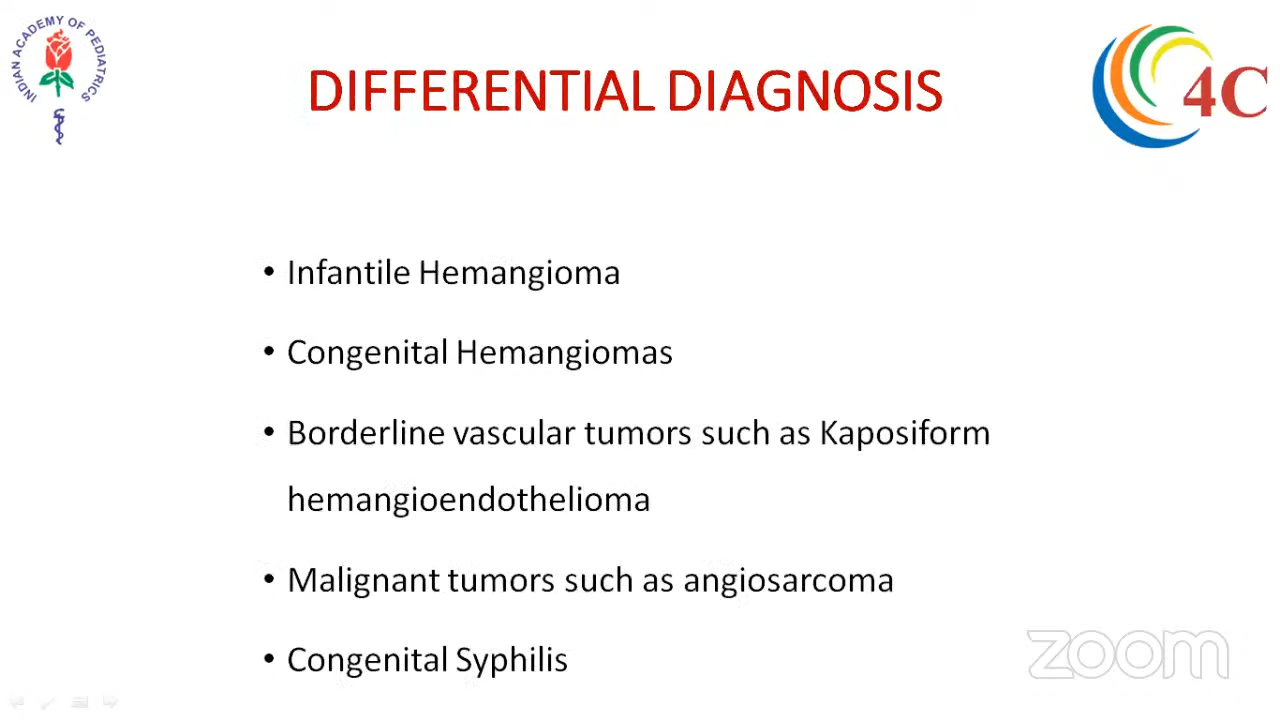 INDIAN ACADEMY OF PEDIATRICS
4C
DIFFERENTIAL DIAGNOSIS
• Infantile Hemangioma
• Congenital Hemangiomas
• Borderline vascular tumors such as Kaposiform
hemangioendothelioma
• Malignant tumors such as angiosarcoma
• Congenital Syphilis
zoom